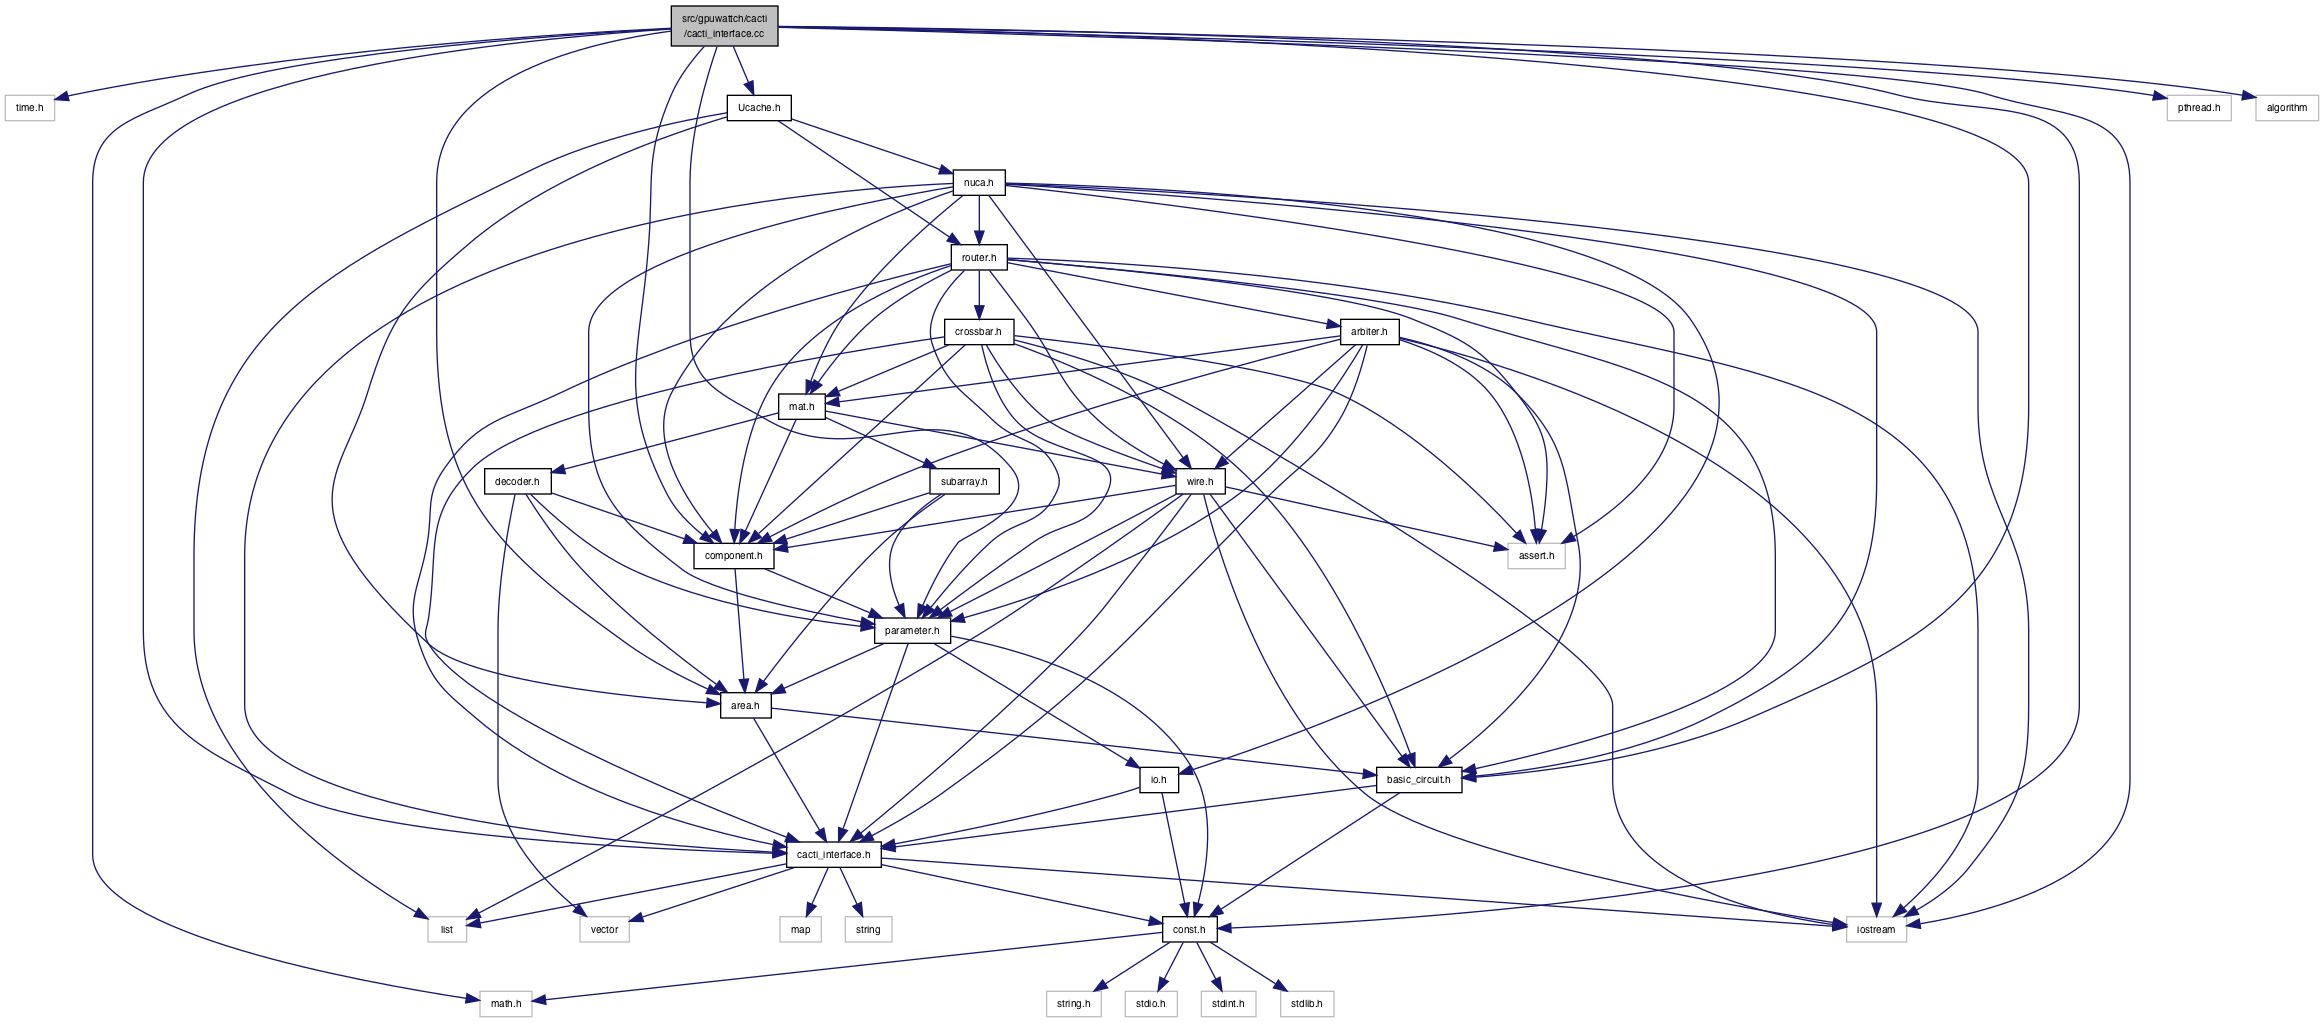 src/gpuwattch/cacti
/cacti_interface.cc
time.h
Ucache.h
pthread.h
algorithm
nuca.h
router.h
crossbar.h
arbiter.h
mat.h
decoder.h
subarray.h
wire.h
component.h
assert.h
parameter.h
area.h
io.h
basic_circuit.h
cacti_interface.h
list
vector
map
string
const.h
iostream
math.h
string.h
stdio.h
stdint.h
stdlib.h